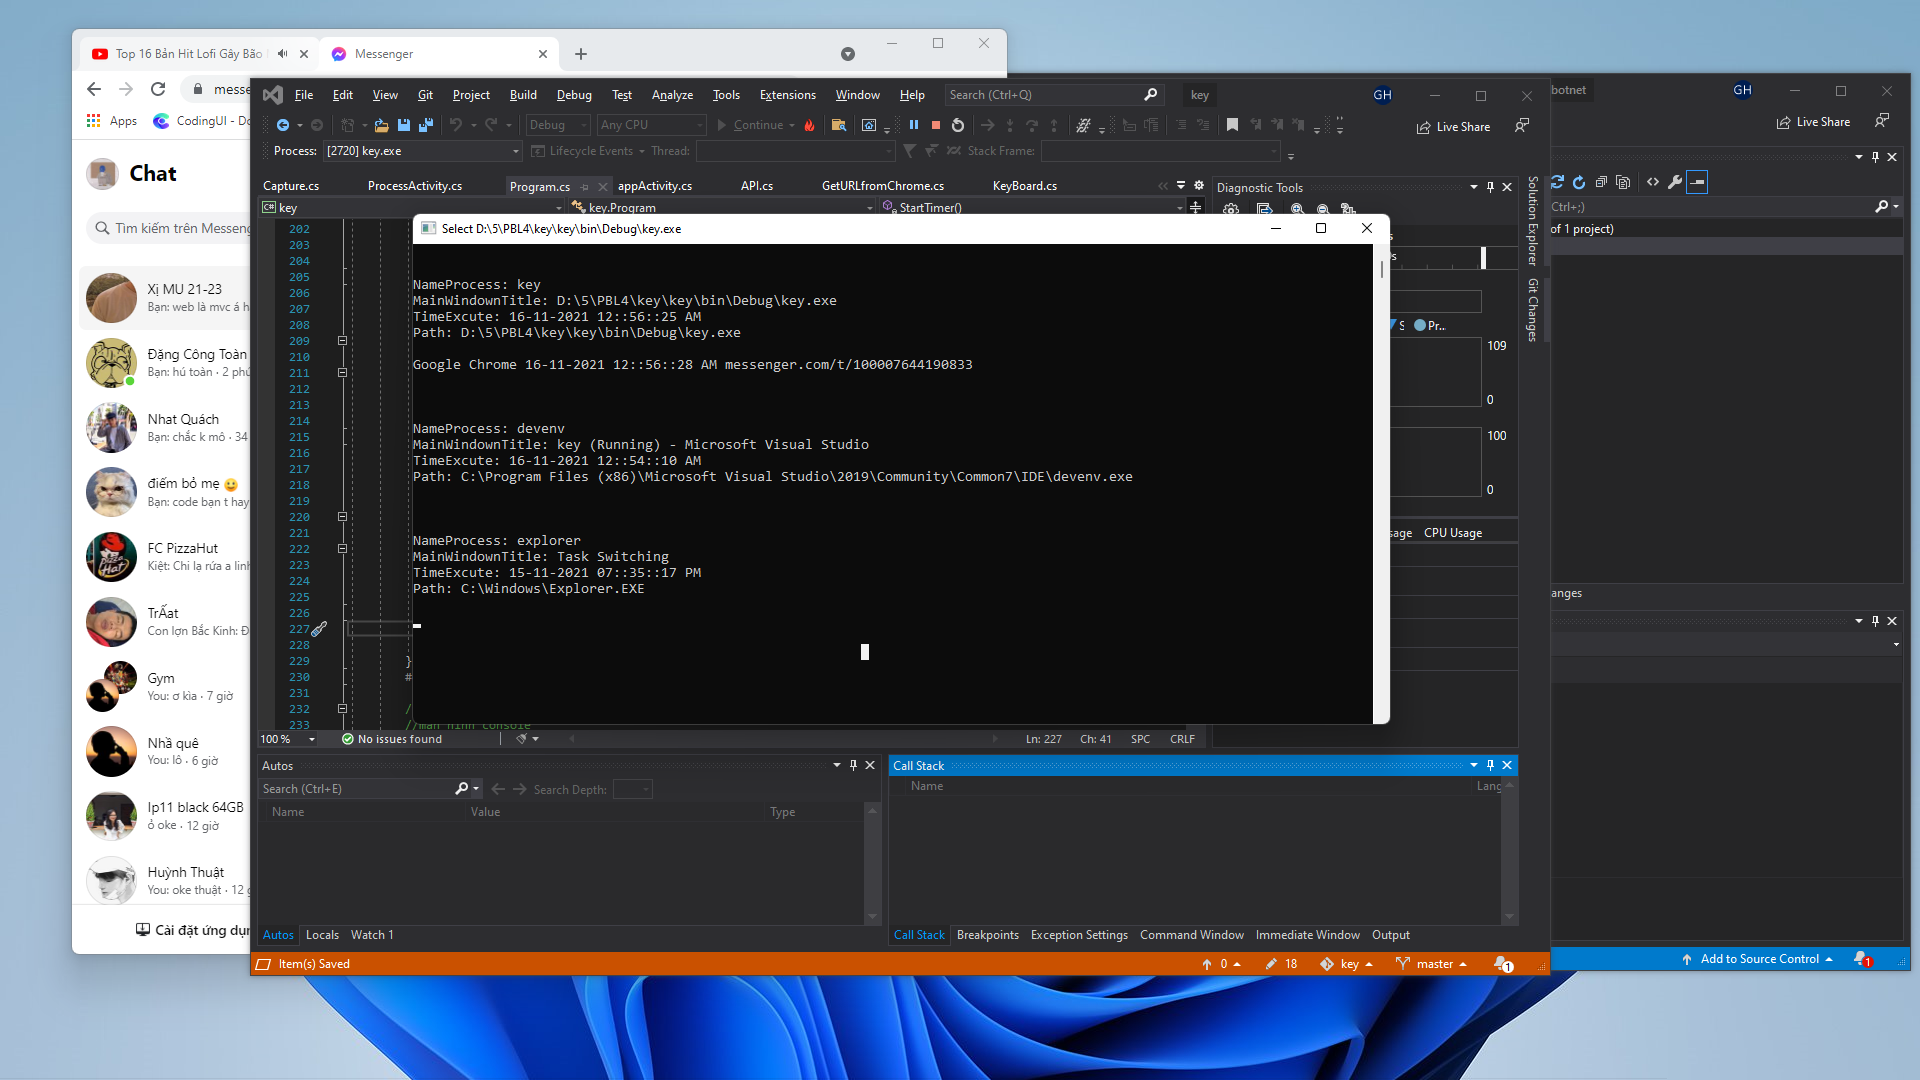 Top 16 Bản Hit Lofi Gây Bão
Messenger
messe
Apps
CodingUI - Do
Chat
Tìm kiếm trên Messeng
Xị MU 21-23
Bạn: web là mvc á h
Đặng Công Toàn
Bạn: hú toàn · 2 phú
Nhat Quách
Bạn: chắc k mô · 34
điếm bỏ mẹ
Bạn: code bạn t hay
FC PizzaHut
Kiệt: Chi lạ rứa a linh
TrÄat
Con lợn Bắc Kinh: Đ
Gym
You: ơ kìa · 7 giờ
Nhà quê
You: lô · 6 giờ
Ip11 black 64GB
ỏ oke · 12 giờ
Huỳnh Thuật
You: oke thuật · 12 g
Cài đặt ứng dụn
File Edit View Git Project Build Debug Test Analyze Tools Extensions Window Help Search (Ctrl+Q) key GH
Debug Any CPU Continue Live Share
Process: [2720] key.exe Lifecycle Events Thread: Stack Frame:
Capture.cs ProcessActivity.cs Program.cs appActivity.cs API.cs GetURLfromChrome.cs KeyBoard.cs
key key.Program StartTimer()
202
203
204
205
206
207
208
209
210
211
212
213
214
215
216
217
218
219
220
221
222
223
224
225
226
227
228
229 }
230 #
231
232 /
233 //màn hình console
Select D:\5\PBL4\key\key\bin\Debug\key.exe
NameProcess: key
MainWindownTitle: D:\5\PBL4\key\key\bin\Debug\key.exe
TimeExcute: 16-11-2021 12::56::25 AM
Path: D:\5\PBL4\key\key\bin\Debug\key.exe
Google Chrome 16-11-2021 12::56::28 AM messenger.com/t/100007644190833
NameProcess: devenv
MainWindownTitle: key (Running) - Microsoft Visual Studio
TimeExcute: 16-11-2021 12::54::10 AM
Path: C:\Program Files (x86)\Microsoft Visual Studio\2019\Community\Common7\IDE\devenv.exe
NameProcess: explorer
MainWindownTitle: Task Switching
TimeExcute: 15-11-2021 07::35::17 PM
Path: C:\Windows\Explorer.EXE
100 % No issues found Ln: 227 Ch: 41 SPC CRLF
Diagnostic Tools
S Pr...
109
0
100
0
sage CPU Usage
Solution Explorer
Git Changes
Autos
Search (Ctrl+E) Search Depth:
Name Value Type
Autos Locals Watch 1
Call Stack
Name Lang
Call Stack Breakpoints Exception Settings Command Window Immediate Window Output
Item(s) Saved 0 18 key master 1
botnet GH
Live Share
Ctrl+;)
of 1 project)
anges
Add to Source Control 1